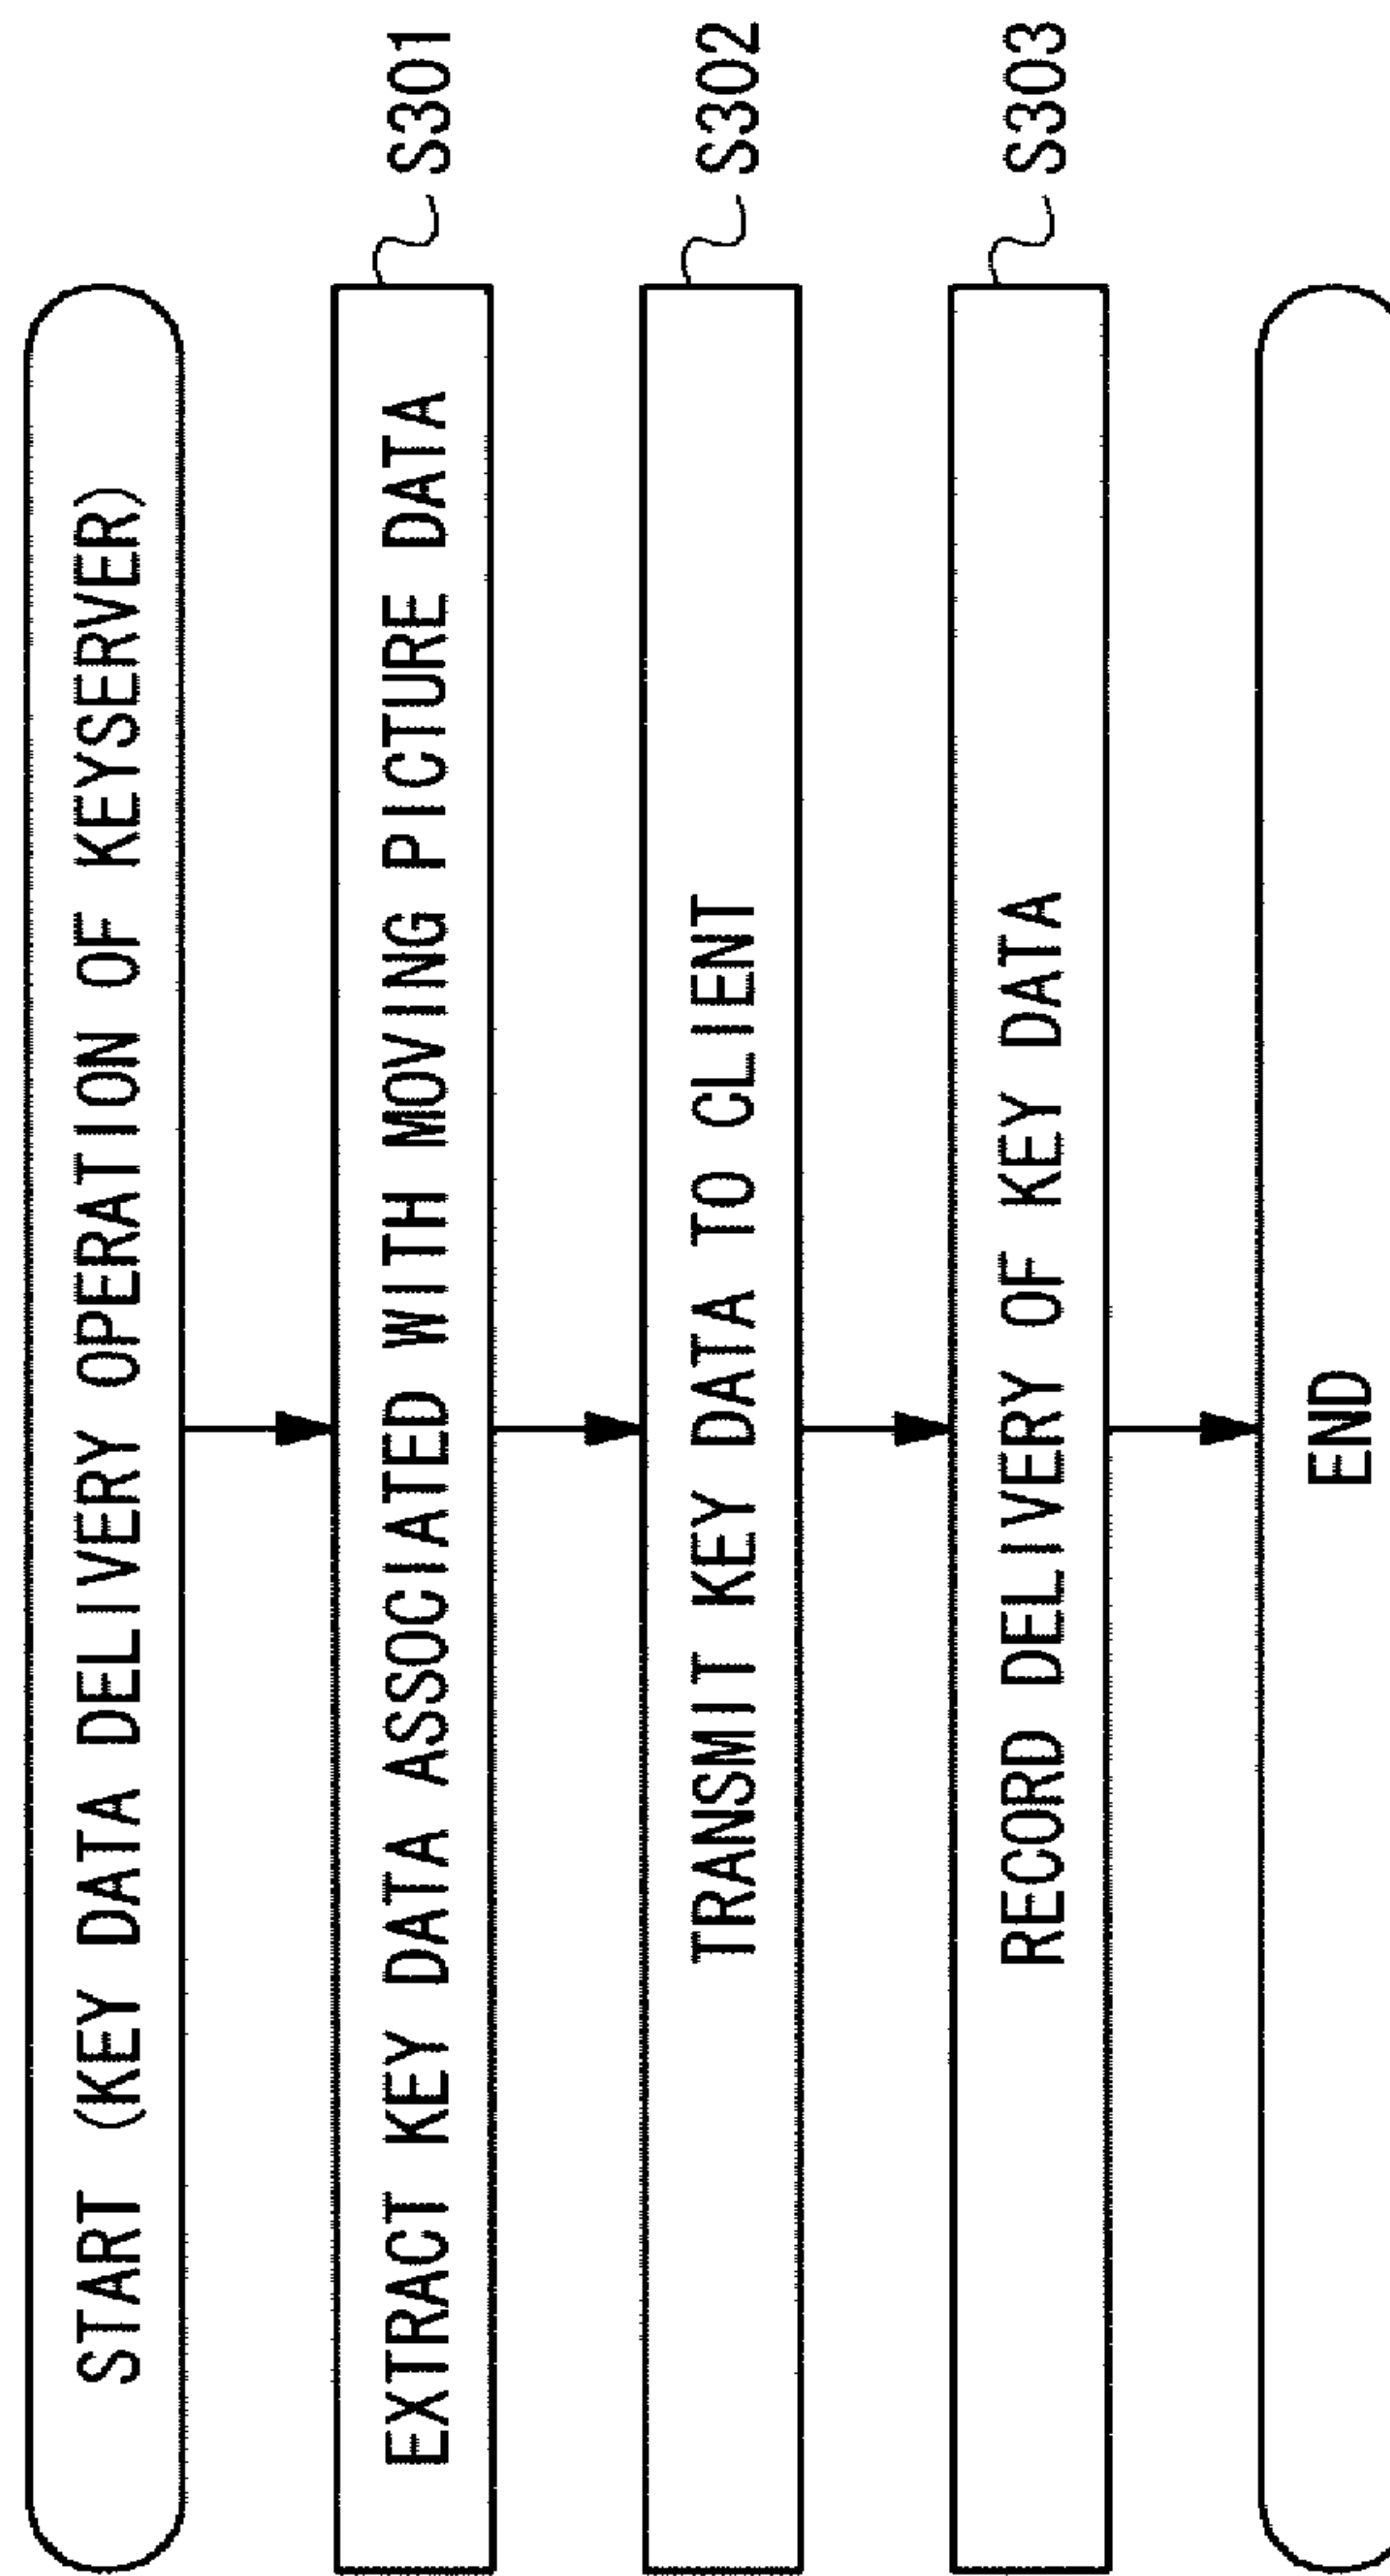 START (KEY DATA DELIVERY OPERATION OF KEYSERVER)
EXTRACT KEY DATA ASSOCIATED WITH MOVING PICTURE DATA
S301
TRANSMIT KEY DATA TO CLIENT
S302
RECORD DELIVERY OF KEY DATA
S303
END